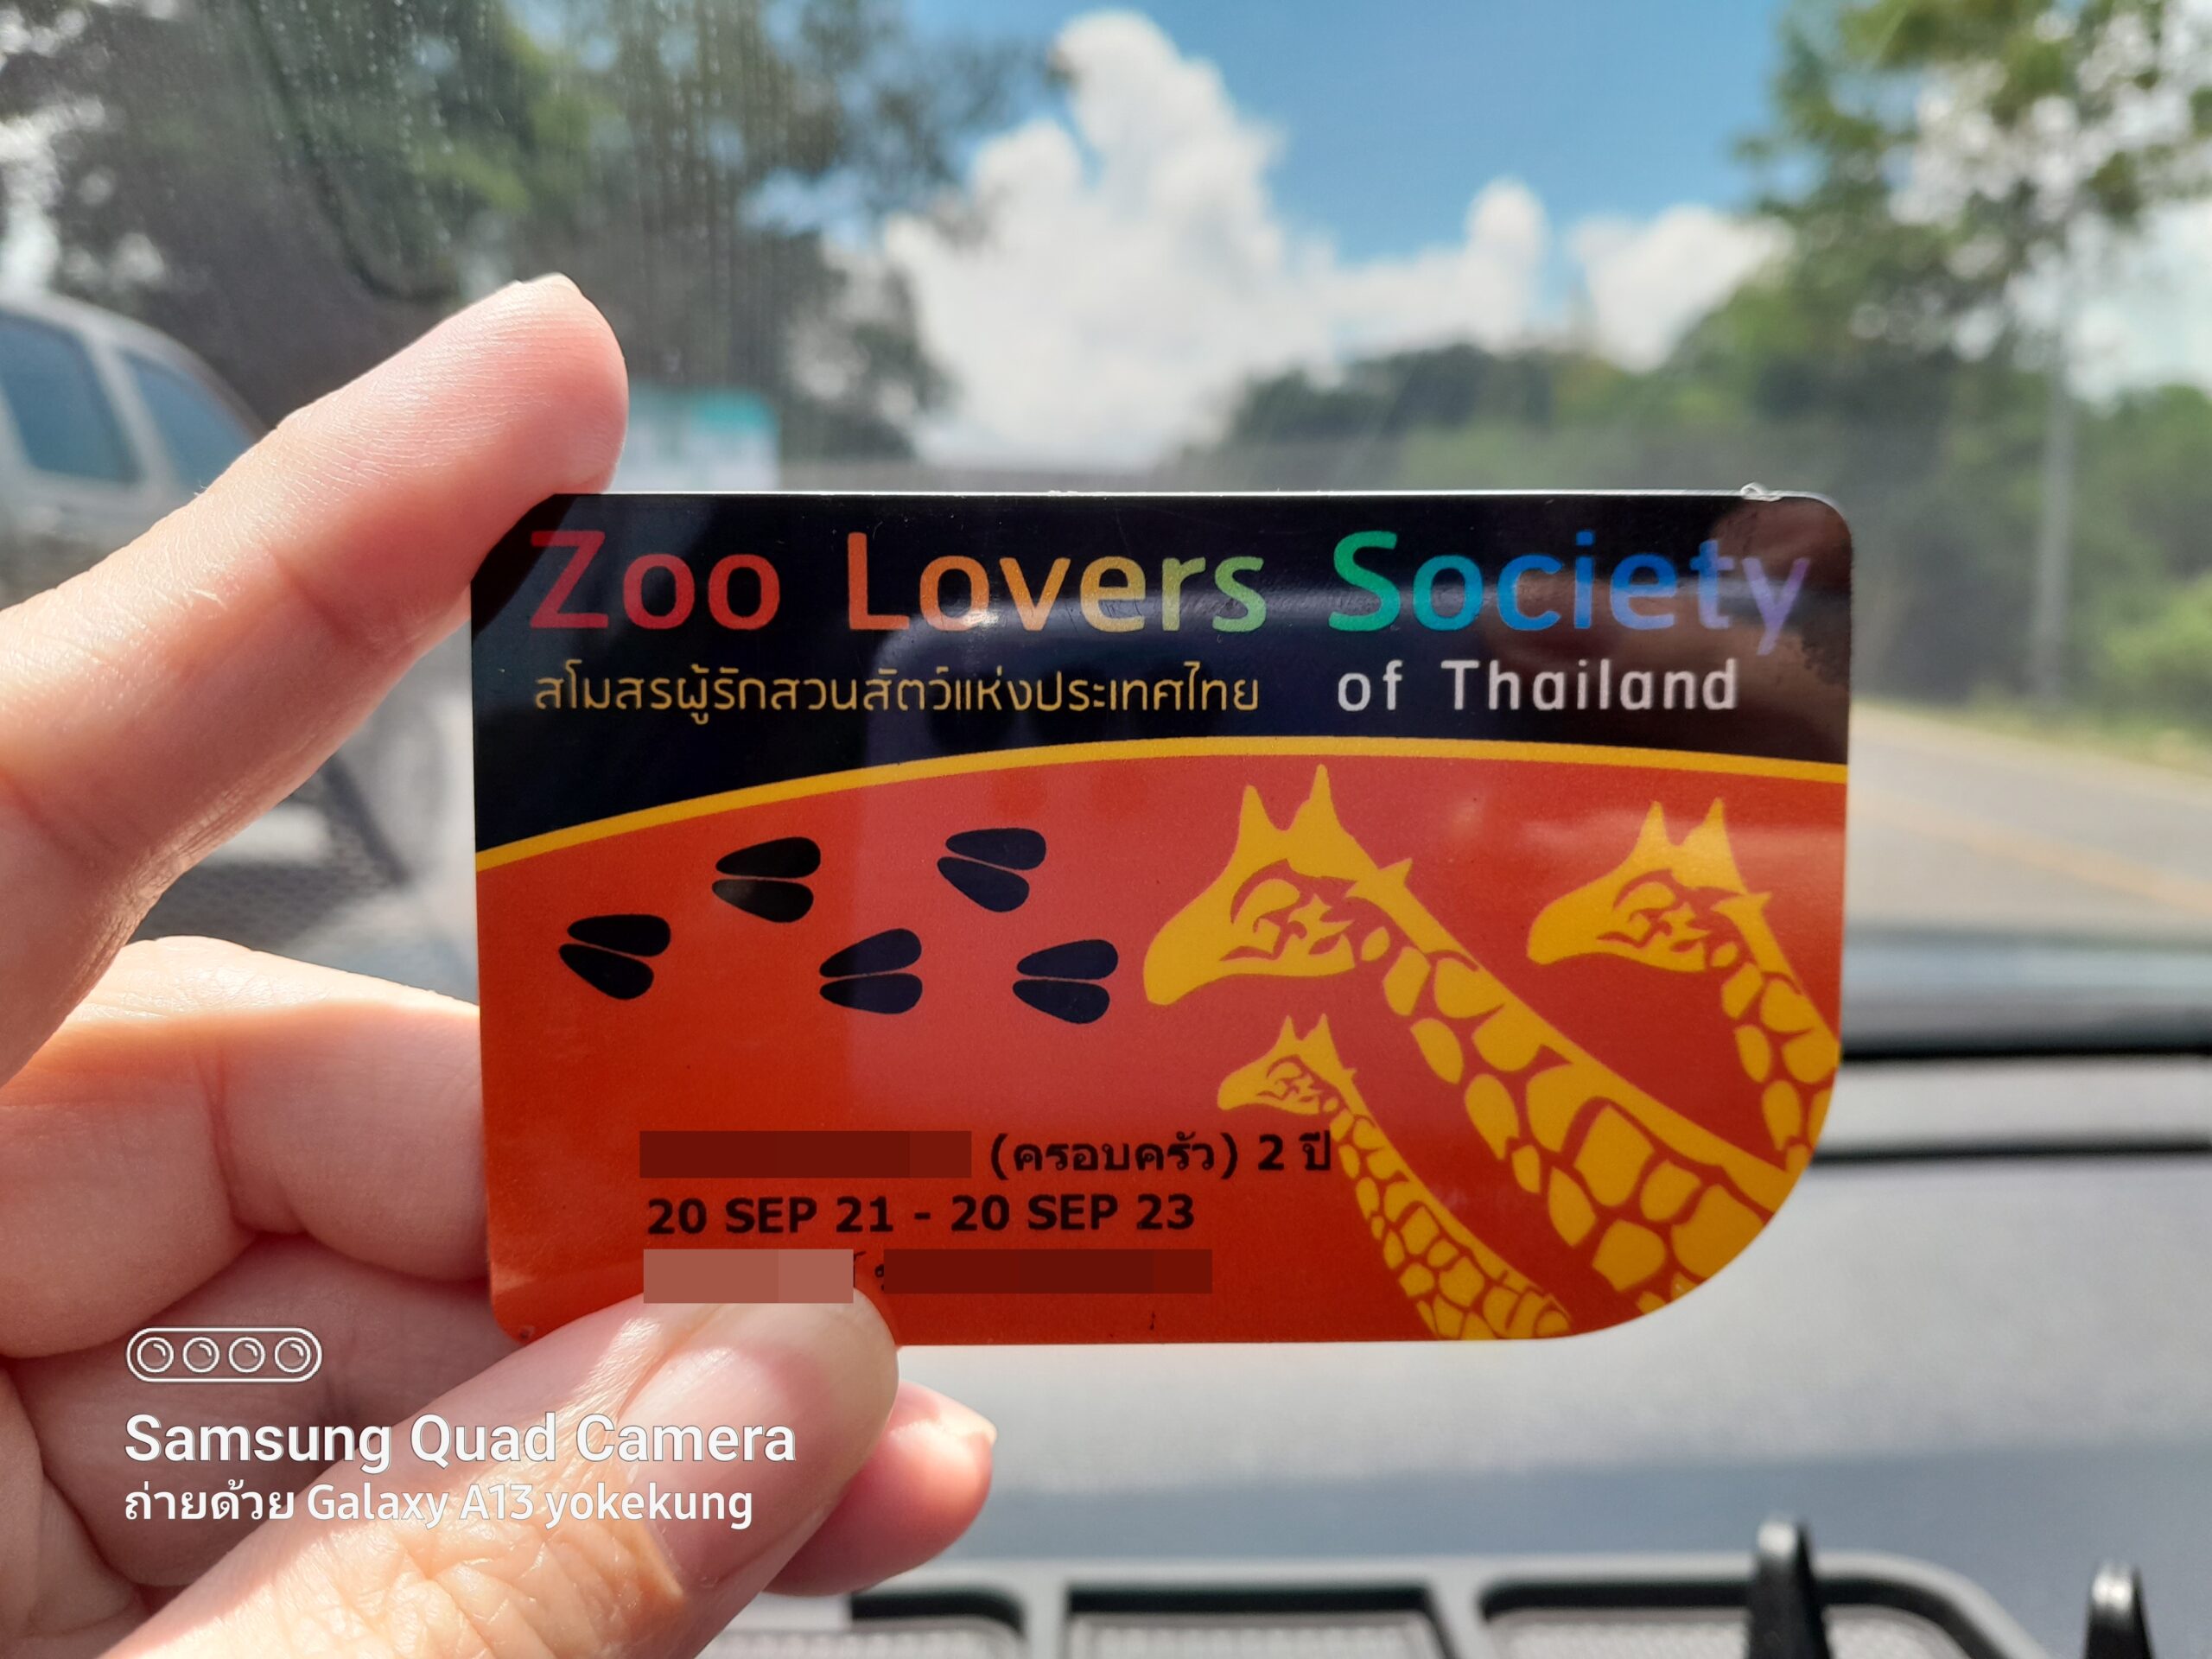 Zoo Lovers Society
สโมสรผู้รักสวนสัตว์แห่งประเทศไทย of Thailand
(ครอบครัว) 2 ปี
20 SEP 21 - 20 SEP 23
Samsung Quad Camera
ถ่ายด้วย Galaxy A13 yokekung